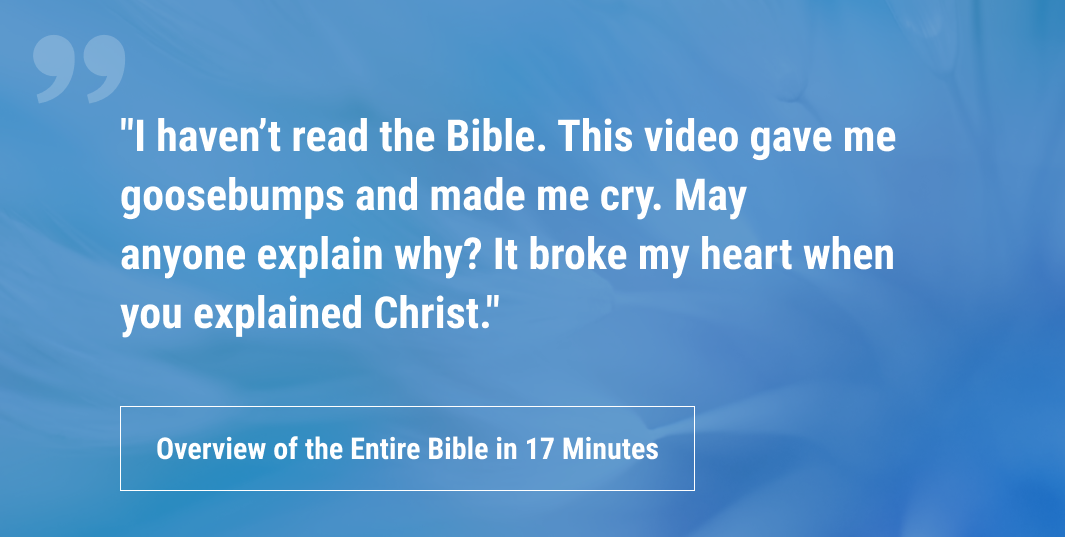 "I haven’t read the Bible. This video gave me
goosebumps and made me cry. May
anyone explain why? It broke my heart when
you explained Christ."
Overview of the Entire Bible in 17 Minutes